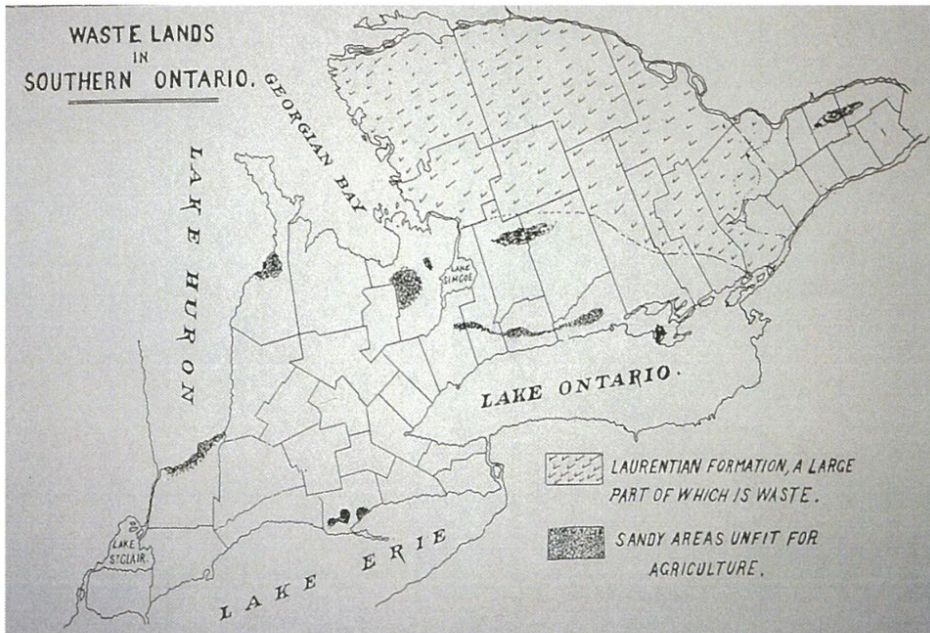 WASTE LANDS
IN
SOUTHERN ONTARIO.
GEORGIAN BAY
LAKE HURON
LAKE
SIMCOE
LAKE ONTARIO.
LAURENTIAN FORMATION, A LARGE
PART OF WHICH IS WASTE.
SANDY AREAS UNFIT FOR
AGRICULTURE.
LAKE
ST CLAIR.
LAKE ERIE